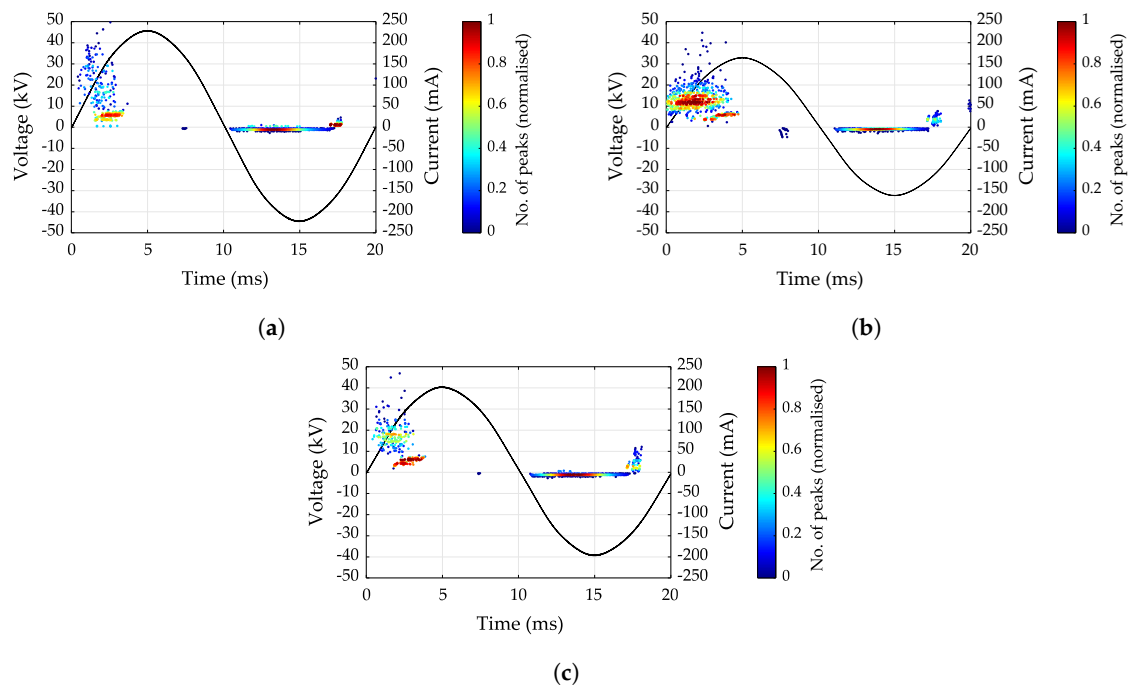 50 250 1
40 200
30 150 0.8
20 100
10 50 0.6
0 0
-10 -50 0.4
-20 -100
-30 -150 0.2
-40 -200
-50 -250 0
0 5 10 15 20
Voltage (kV)
Current (mA)
No. of peaks (normalised)
Time (ms)
(a)
50 250 1
40 200
30 150 0.8
20 100
10 50 0.6
0 0
-10 -50 0.4
-20 -100
-30 -150 0.2
-40 -200
-50 -250 0
0 5 10 15 20
Voltage (kV)
Current (mA)
No. of peaks (normalised)
Time (ms)
(b)
50 250 1
40 200
30 150 0.8
20 100
10 50 0.6
0 0
-10 -50 0.4
-20 -100
-30 -150 0.2
-40 -200
-50 -250 0
0 5 10 15 20
Voltage (kV)
Current (mA)
No. of peaks (normalised)
Time (ms)
(c)